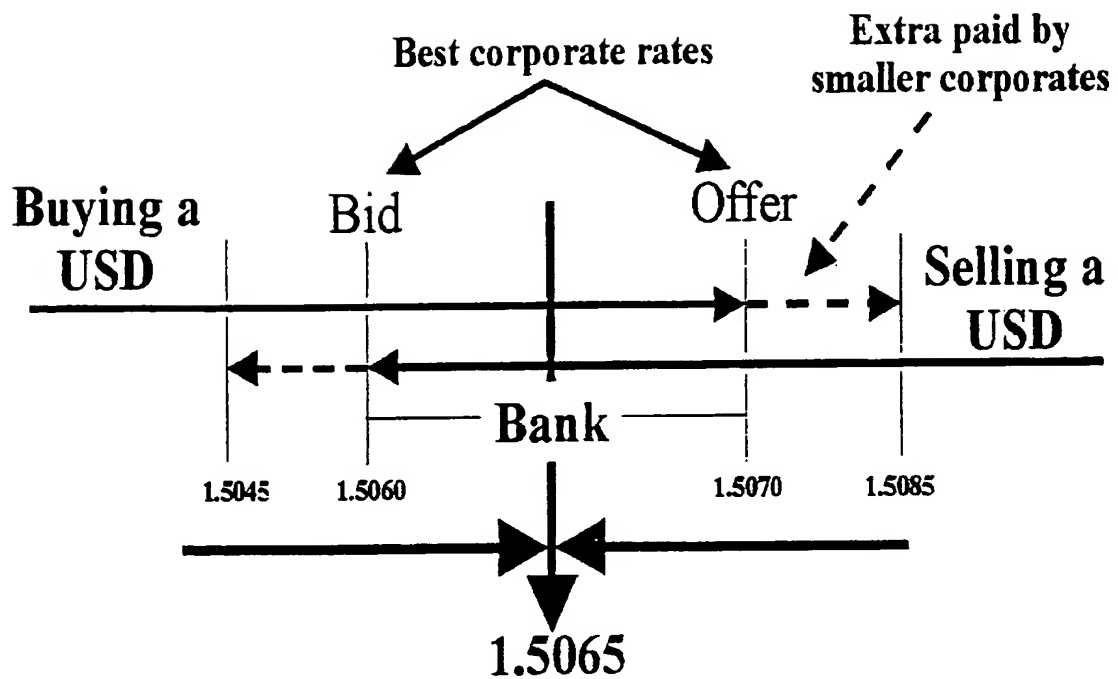 Best corporate rates
Extra paid by
smaller corporates
Buying a
USD
Bid
Offer
Selling a
USD
Bank
1.5045
1.5060
1.5070
1.5085
1.5065